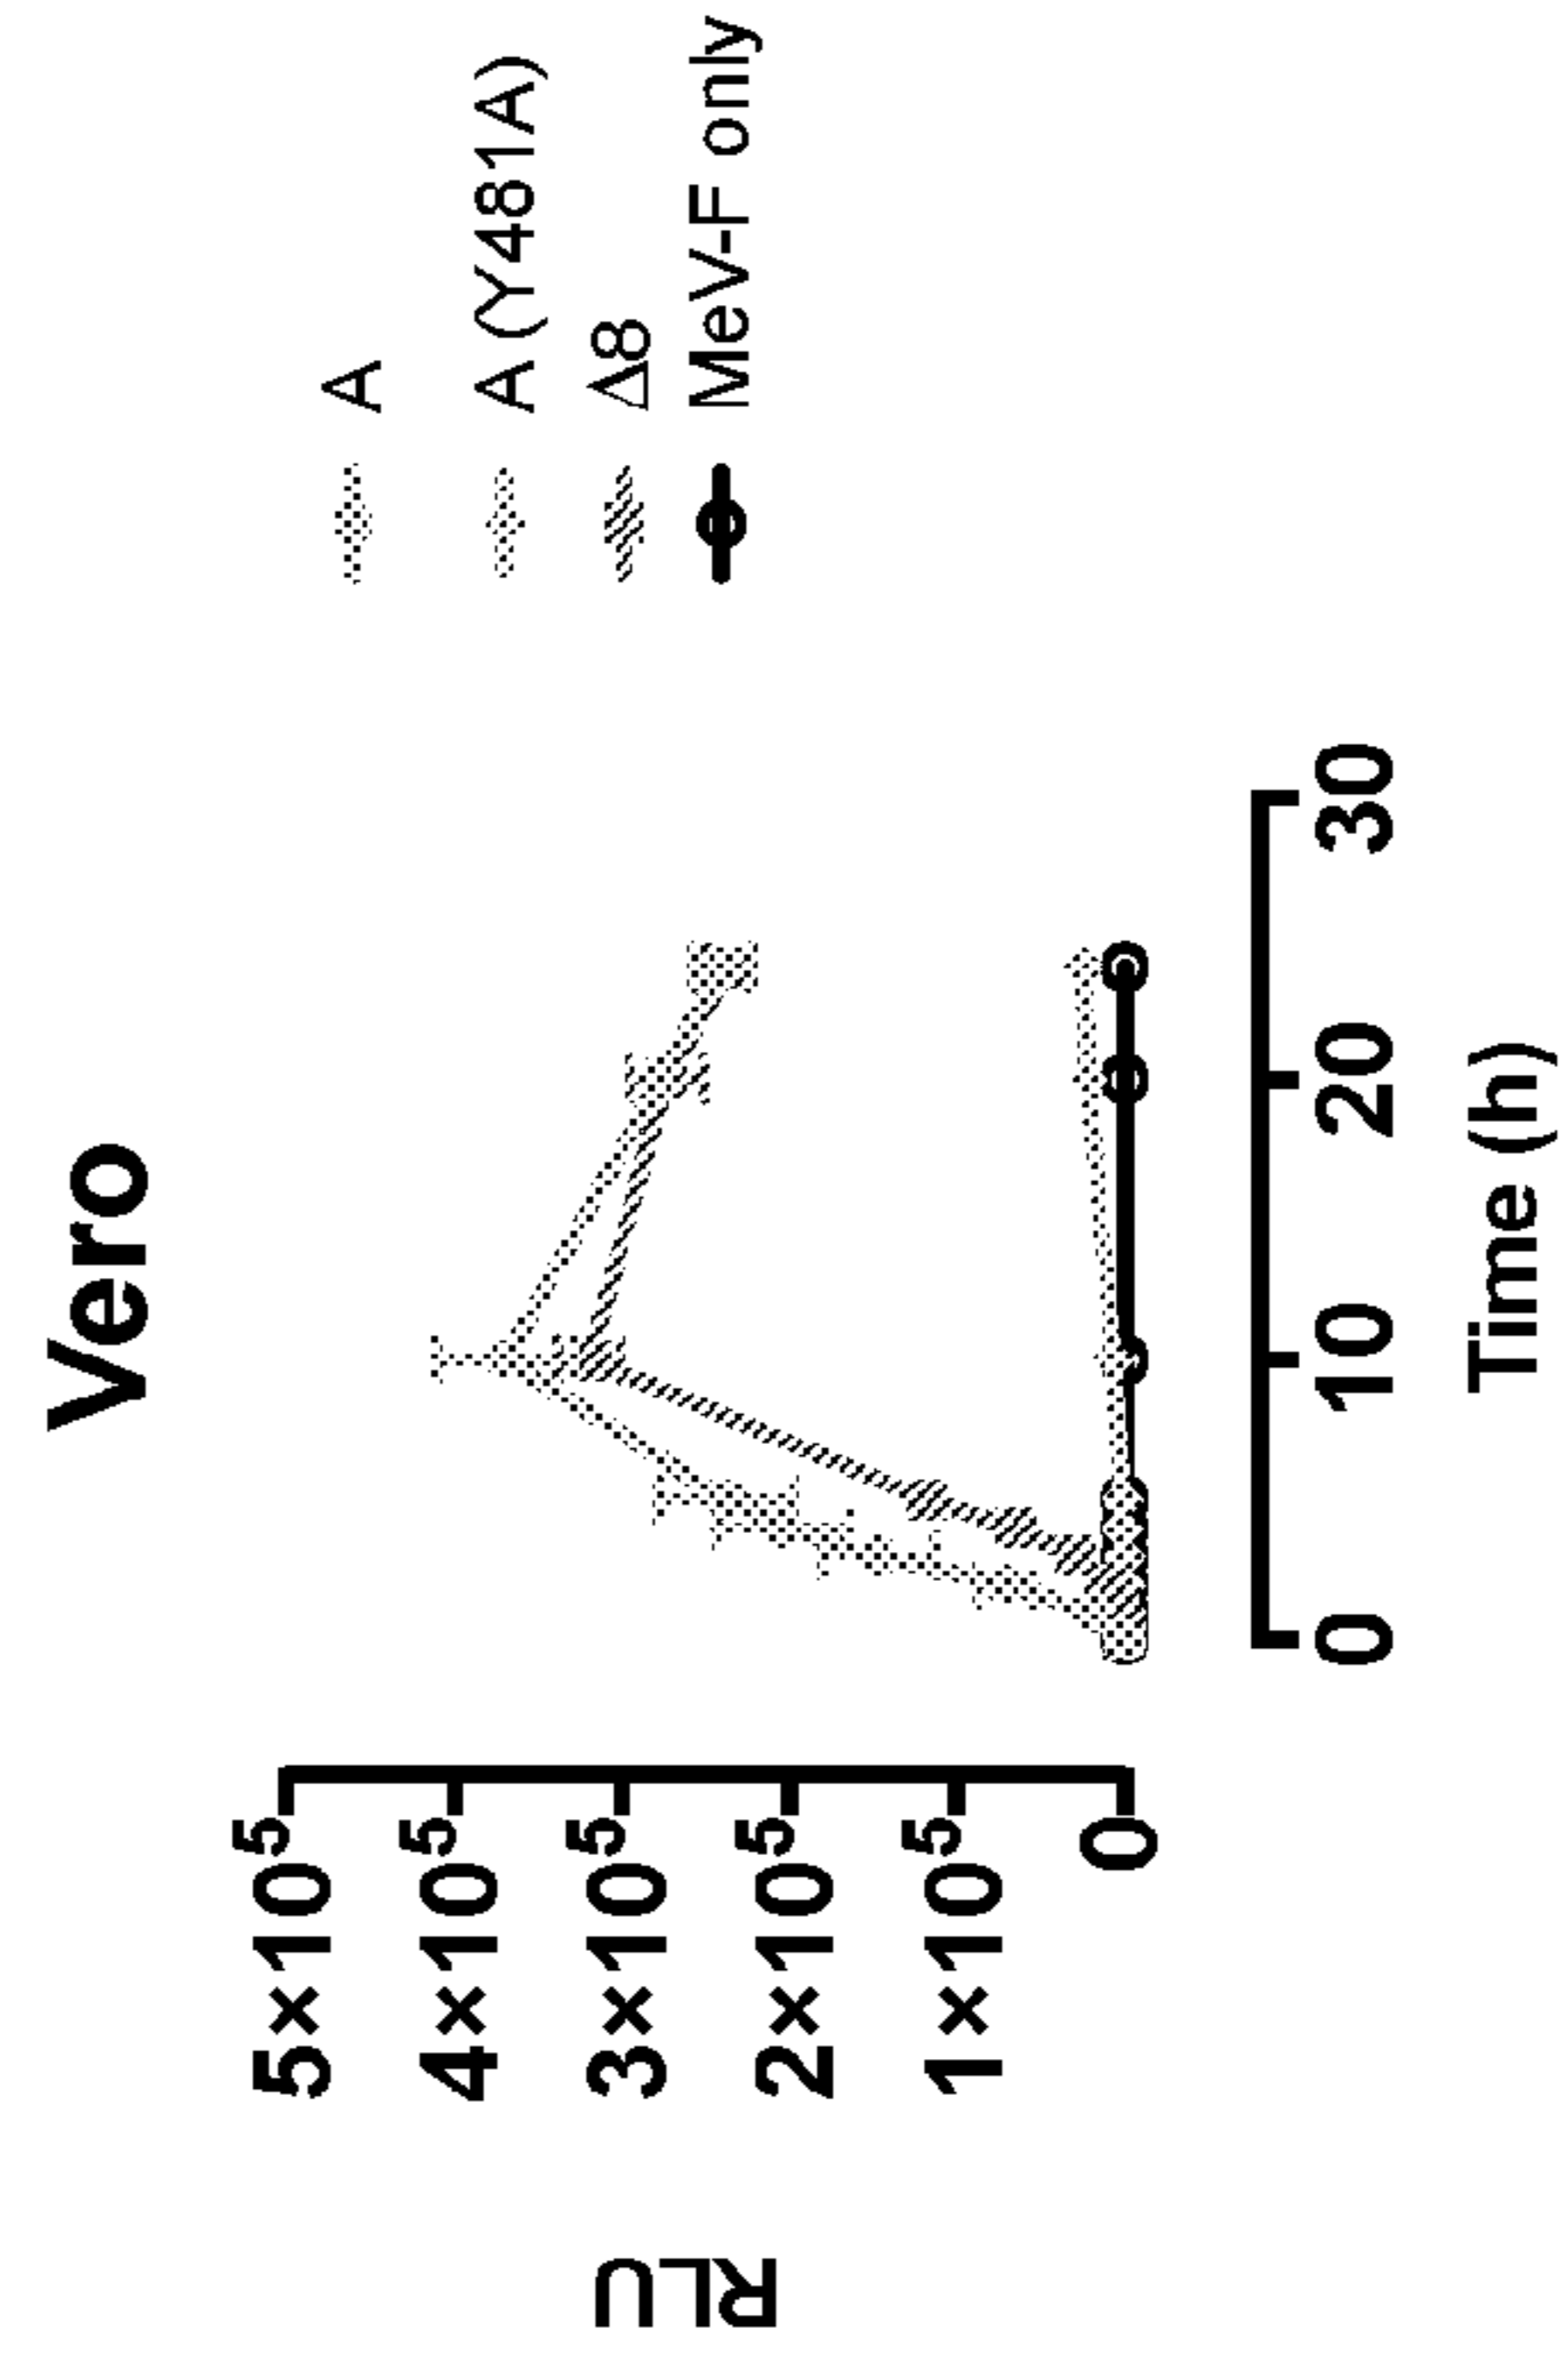 Vero
RLU
5×10⁵
4×10⁵
3×10⁵
2×10⁵
1×10⁵
0
0 10 20 30
Time (h)
A
A (Y481A)
Δ8
MeV-F only